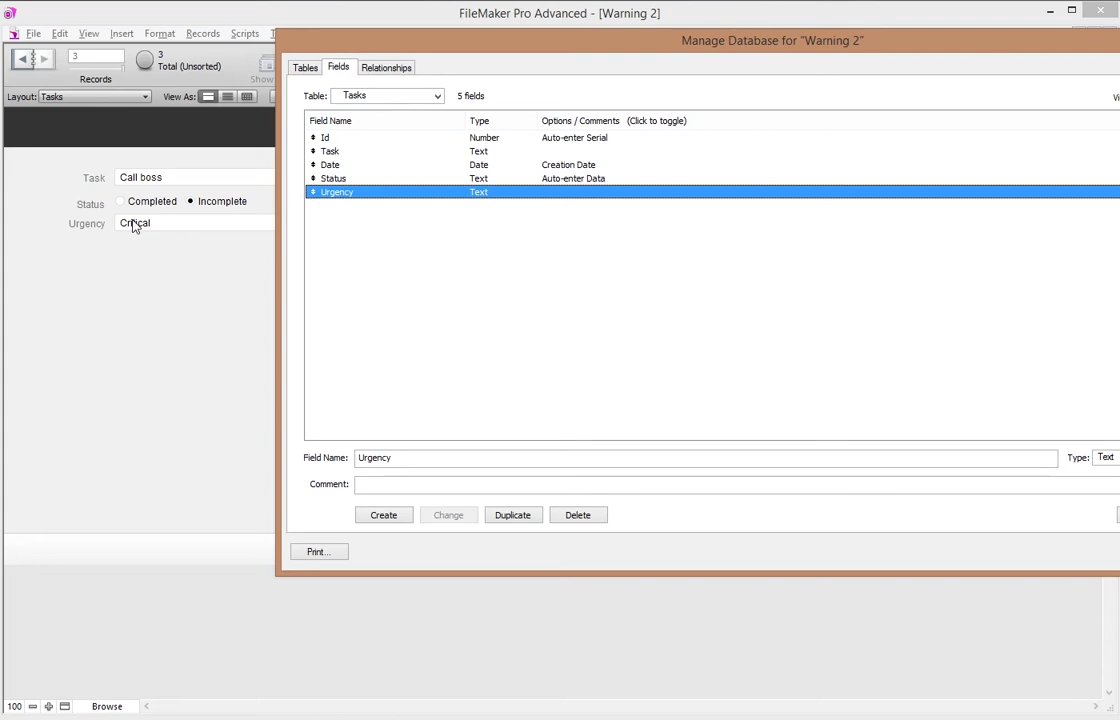 FileMaker Pro Advanced - [Warning 2]
File Edit View Insert Format Records Scripts
Manage Database for "Warning 2"
3
3
Total (Unsorted)
Records
Show
Layout: Tasks View As:
Tables Fields Relationships
Table: Tasks 5 fields
Field Name Type Options / Comments (Click to toggle)
Id Number Auto-enter Serial
Task Text
Date Date Creation Date
Status Text Auto-enter Data
Urgency Text
Task Call boss
Status Completed Incomplete
Urgency Critical
Field Name: Urgency Type: Text
Comment:
Create Change Duplicate Delete
Print...
100 Browse